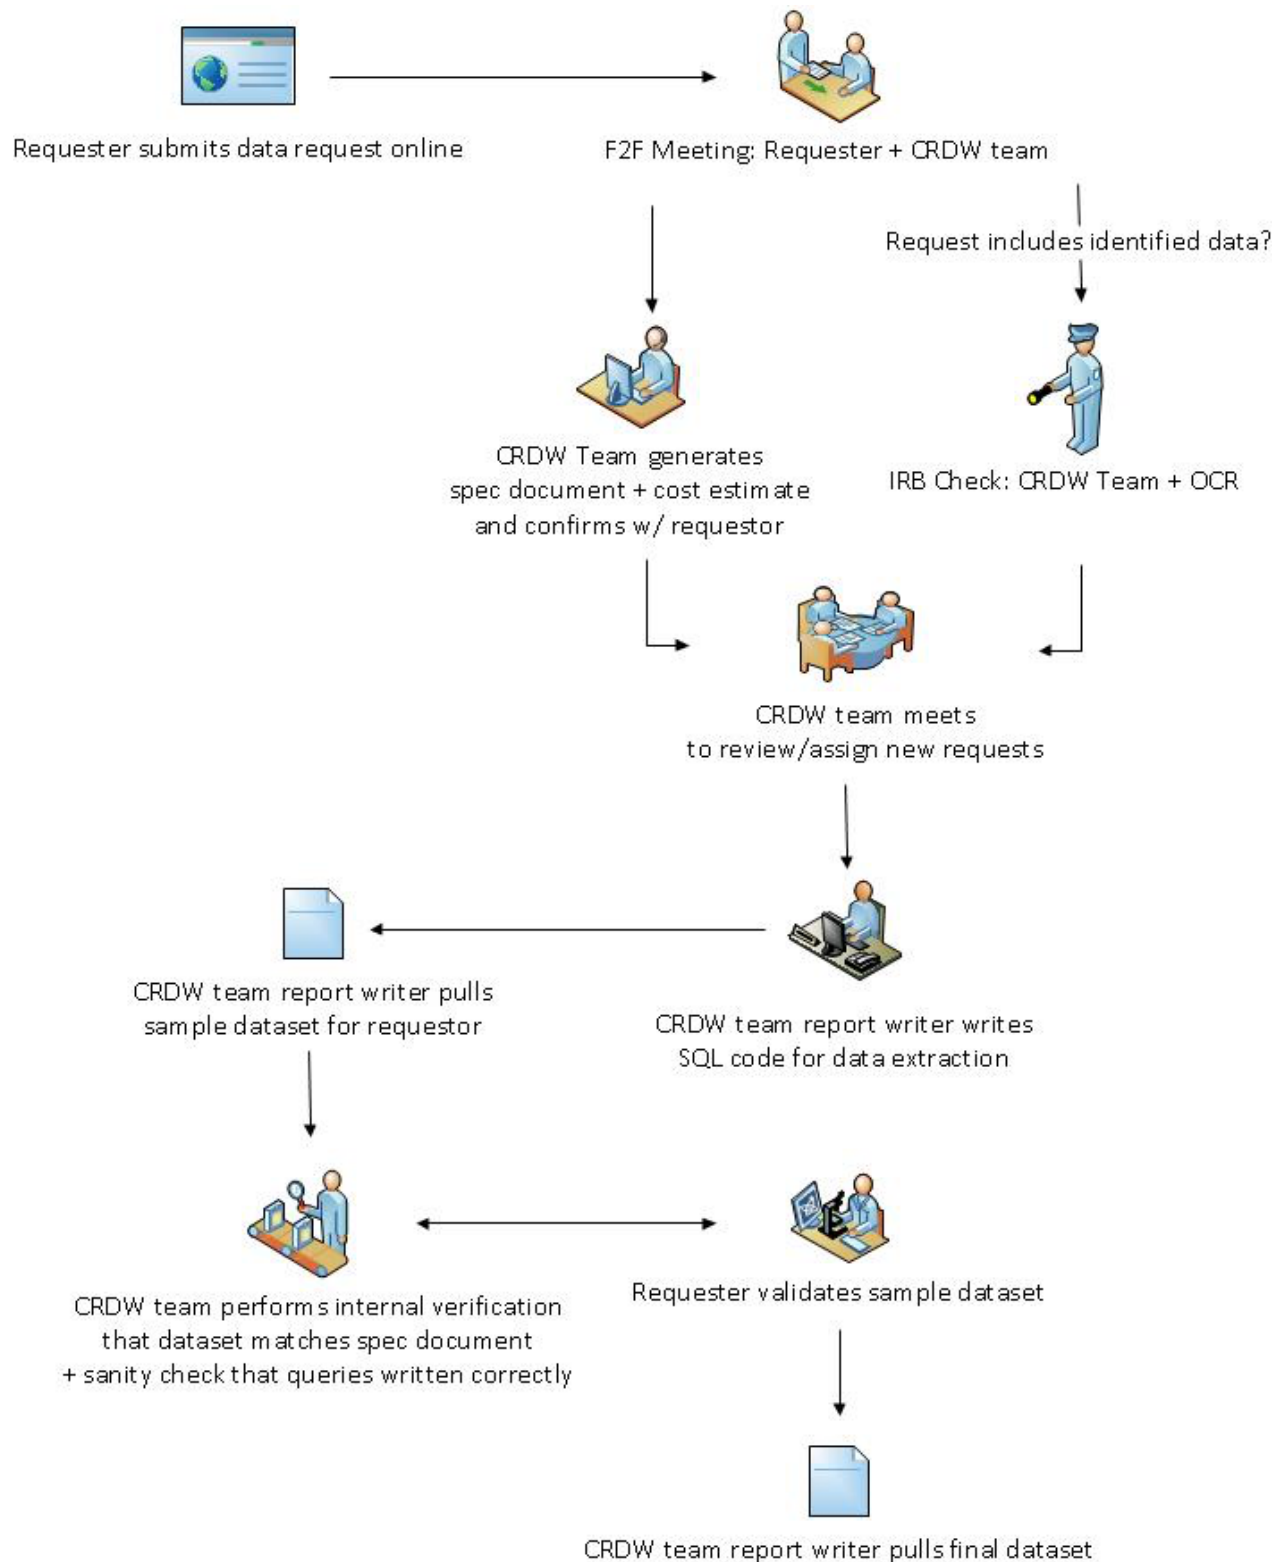 Requester submits data request online
F2F Meeting: Requester + CRDW team
Request includes identified data?
CRDW Team generates
spec document + cost estimate
and confirms w/ requestor
IRB Check: CRDW Team + OCR
CRDW team meets
to review/assign new requests
CRDW team report writer writes
SQL code for data extraction
CRDW team report writer pulls
sample dataset for requestor
CRDW team performs internal verification
that dataset matches spec document
+ sanity check that queries written correctly
Requester validates sample dataset
CRDW team report writer pulls final dataset